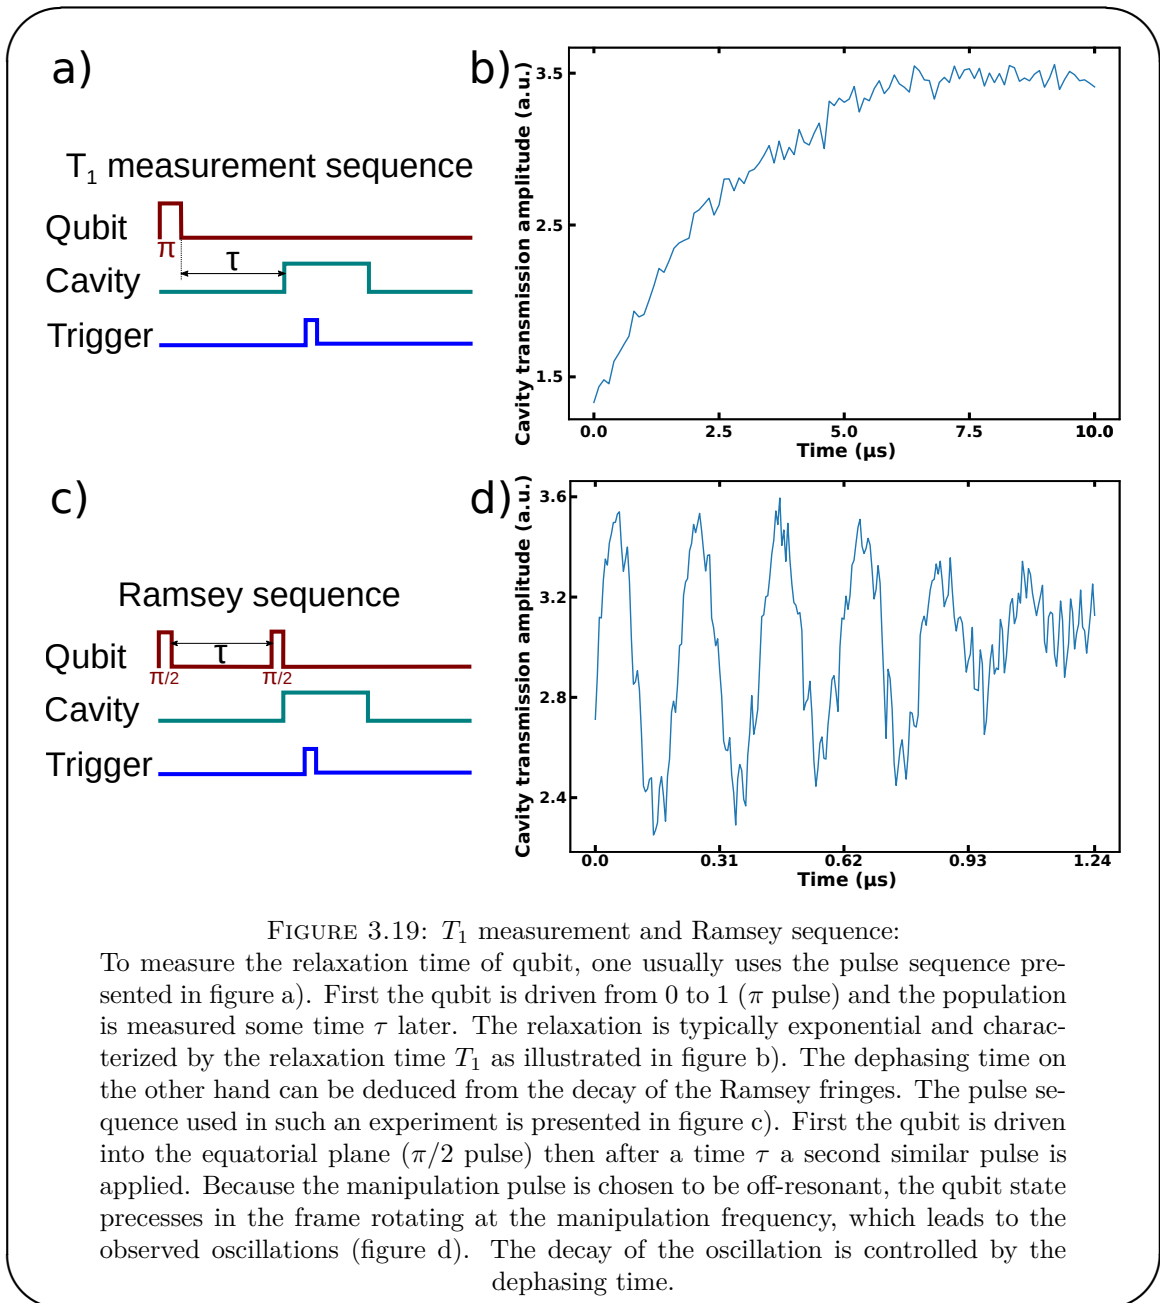 a)
T1 measurement sequence
Qubit
π
τ
Cavity
Trigger
b)
Cavity transmission amplitude (a.u.)
3.5
2.5
1.5
0.0 2.5 5.0 7.5 10.0
Time (μs)
c)
Ramsey sequence
Qubit
τ
π/2 π/2
Cavity
Trigger
d)
Cavity transmission amplitude (a.u.)
3.6
3.2
2.8
2.4
0.0 0.31 0.62 0.93 1.24
Time (μs)
FIGURE 3.19: T1 measurement and Ramsey sequence:
To measure the relaxation time of qubit, one usually uses the pulse sequence pre-
sented in figure a). First the qubit is driven from 0 to 1 (π pulse) and the population
is measured some time τ later. The relaxation is typically exponential and charac-
terized by the relaxation time T1 as illustrated in figure b). The dephasing time on
the other hand can be deduced from the decay of the Ramsey fringes. The pulse se-
quence used in such an experiment is presented in figure c). First the qubit is driven
into the equatorial plane (π/2 pulse) then after a time τ a second similar pulse is
applied. Because the manipulation pulse is chosen to be off-resonant, the qubit state
precesses in the frame rotating at the manipulation frequency, which leads to the
observed oscillations (figure d). The decay of the oscillation is controlled by the
dephasing time.